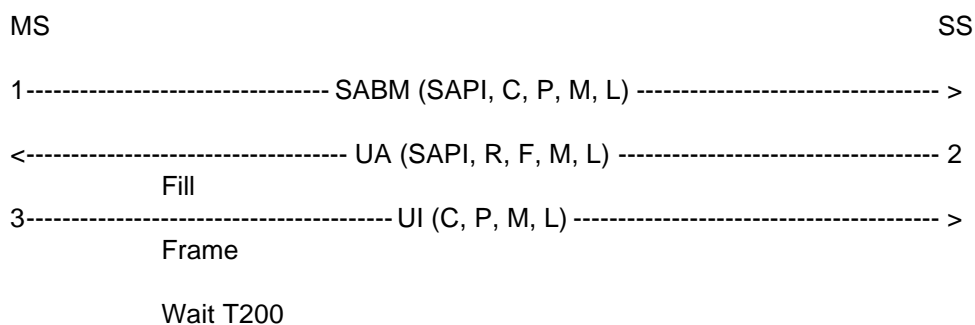 MS SS
1---------------------------------- SABM (SAPI, C, P, M, L) ---------------------------------- >
<------------------------------------ UA (SAPI, R, F, M, L) ------------------------------------ 2
Fill
3----------------------------------------- UI (C, P, M, L) ----------------------------------------- >
Frame
Wait T200